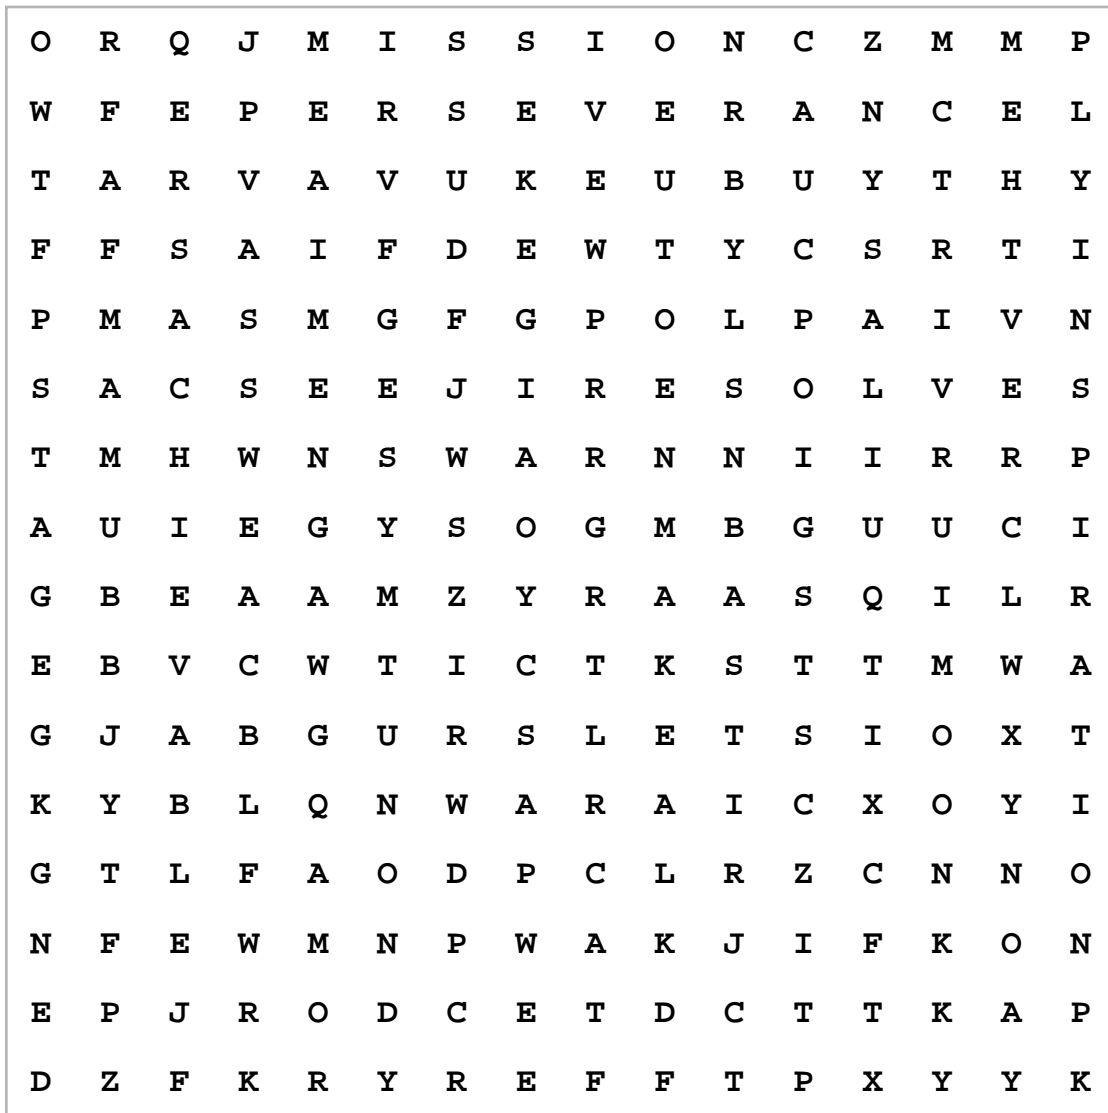 O R Q J M I S S I O N C Z M M P
W F E P E R S E V E R A N C E L
T A R V A V U K E U B U Y T H Y
F F S A I F D E W T Y C S R T I
P M A S M G F G P O L P A I V N
S A C S E E J I R E S O L V E S
T M H W N S W A R N N I I R R P
A U I E G Y S O G M B G U U C I
G B E A A M Z Y R A A S Q I L R
E B V C W T I C T K S T T M W A
G J A B G U R S L E T S I O X T
K Y B L Q N W A R A I C X O Y I
G T L F A O D P C L R Z C N N O
N F E W M N P W A K J I F K O N
E P J R O D C E T D C T T K A P
D Z F K R Y R E F F T P X Y Y K